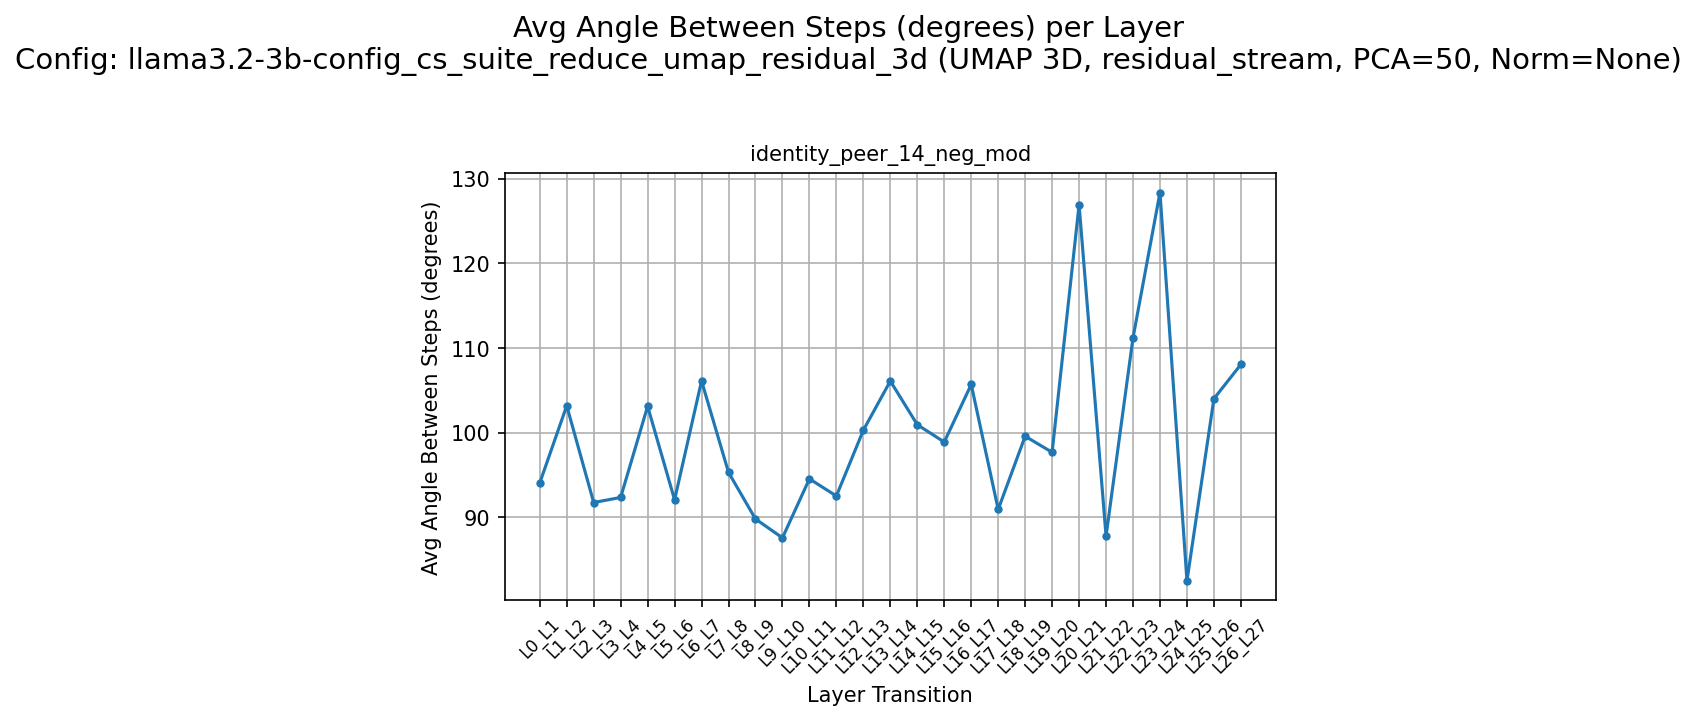 Avg Angle Between Steps (degrees) per Layer
Config: llama3.2-3b-config_cs_suite_reduce_umap_residual_3d (UMAP 3D, residual_stream, PCA=50, Norm=None)
identity_peer_14_neg_mod
130
120
110
100
90
Avg Angle Between Steps (degrees)
L0_L1
L1_L2
L2_L3
L3_L4
L4_L5
L5_L6
L6_L7
L7_L8
L8_L9
L9_L10
L10_L11
L11_L12
L12_L13
L13_L14
L14_L15
L15_L16
L16_L17
L17_L18
L18_L19
L19_L20
L20_L21
L21_L22
L22_L23
L23_L24
L24_L25
L25_L26
L26_L27
Layer Transition